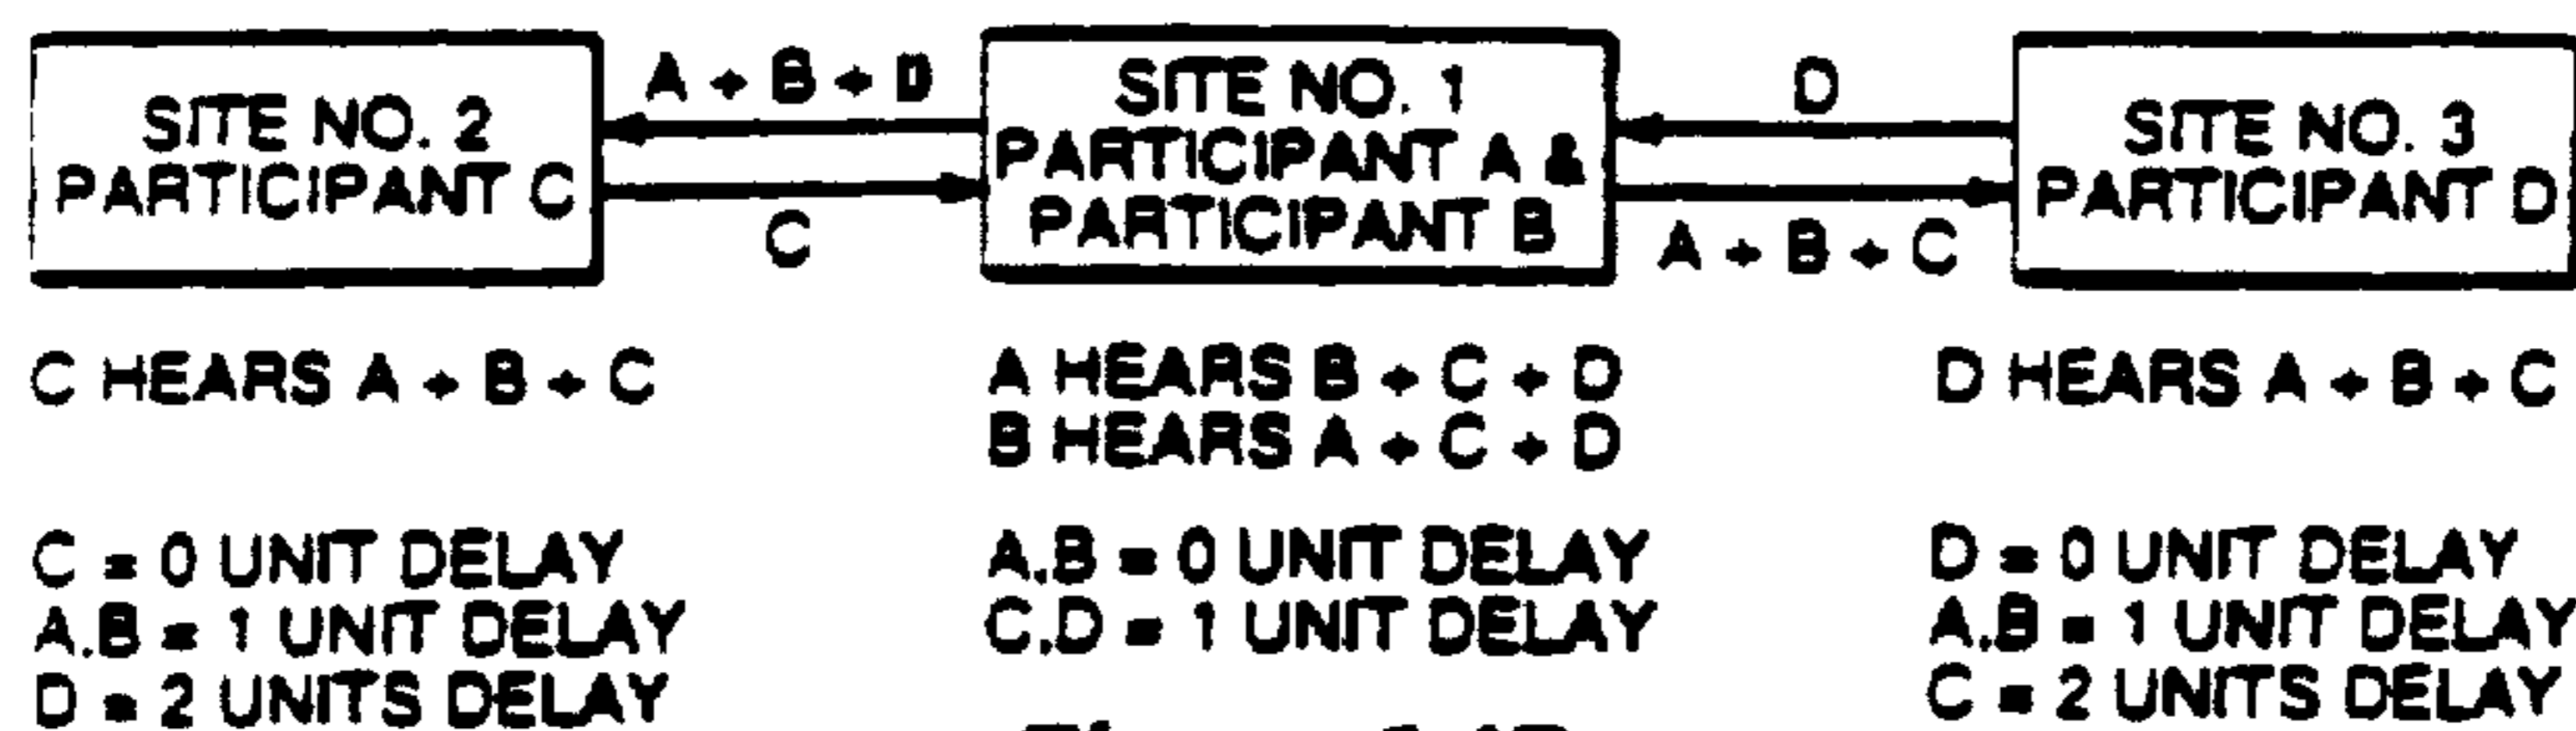 SITE NO. 2
PARTICIPANT C
A + B + D
C
SITE NO. 1
PARTICIPANT A &
PARTICIPANT B
D
A + B + C
SITE NO. 3
PARTICIPANT D
C HEARS A + B + C
A HEARS B + C + D
B HEARS A + C + D
D HEARS A + B + C
C = 0 UNIT DELAY
A.B = 1 UNIT DELAY
D = 2 UNITS DELAY
A.B = 0 UNIT DELAY
C.D = 1 UNIT DELAY
D = 0 UNIT DELAY
A.B = 1 UNIT DELAY
C = 2 UNITS DELAY